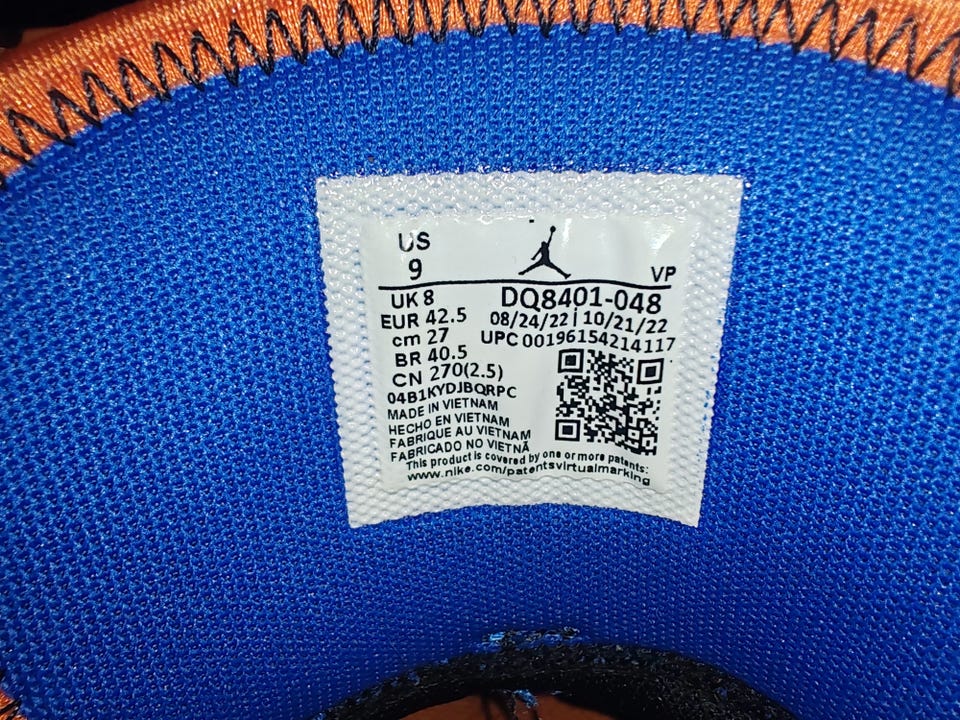 US
9
VP
UK 8
DQ8401-048
EUR 42.5
08/24/22 | 10/21/22
cm 27
UPC 00196154214117
BR 40.5
CN 270(2.5)
04B1KYDJBQRPC
MADE IN VIETNAM
HECHO EN VIETNAM
FABRIQUE AU VIETNAM
FABRICADO NO VIETNÃ
This product is covered by one or more patents:
www.nike.com/patentsvirtualmarking